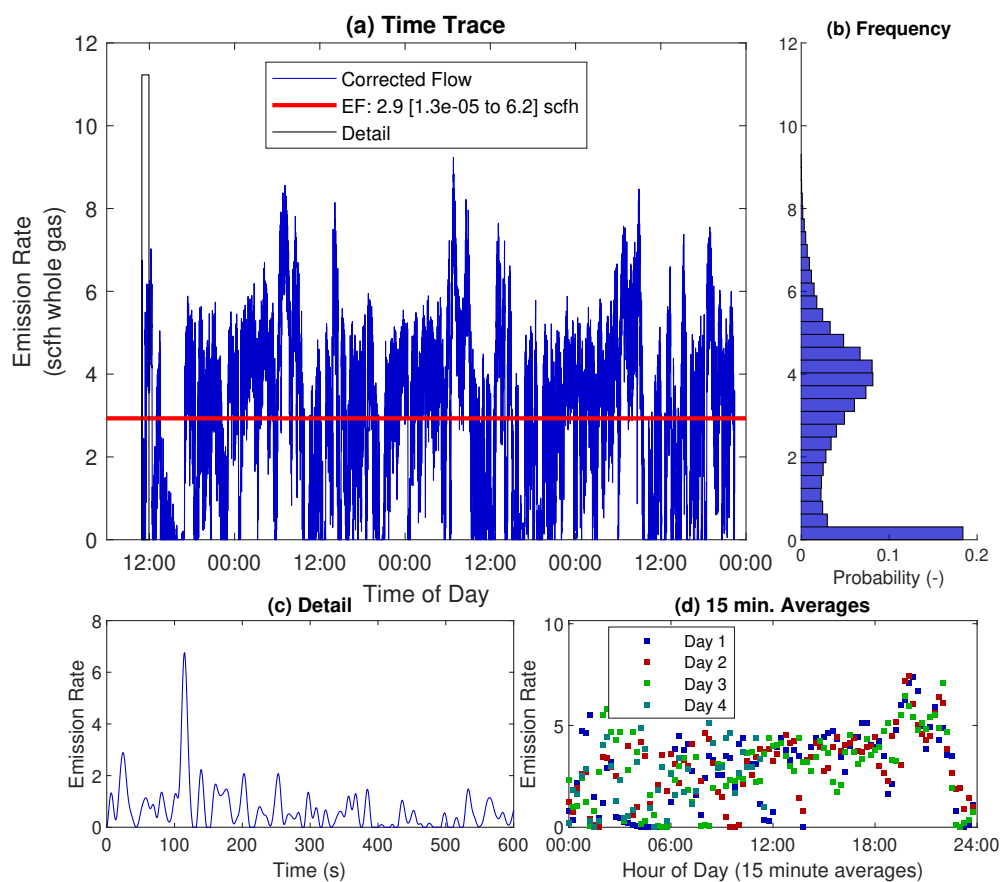 (a) Time Trace
12
10
8
6
4
2
0
Emission Rate
(scfh whole gas)
Corrected Flow
EF: 2.9 [1.3e-05 to 6.2] scfh
Detail
12:00 00:00 12:00 00:00 12:00 00:00 12:00 00:00
Time of Day
(b) Frequency
12
10
8
6
4
2
0
0 0.1 0.2
Probability (-)
(c) Detail
8
6
4
2
0
Emission Rate
0 100 200 300 400 500 600
Time (s)
(d) 15 min. Averages
10
5
0
Emission Rate
Day 1
Day 2
Day 3
Day 4
00:00 06:00 12:00 18:00 24:00
Hour of Day (15 minute averages)